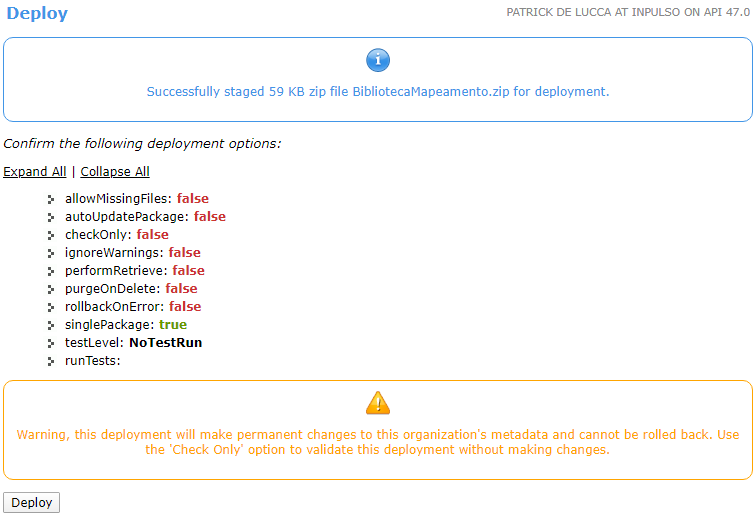 Deploy
PATRICK DE LUCCA AT INPULSO ON API 47.0
Successfully staged 59 KB zip file BibliotecaMapeamento.zip for deployment.
Confirm the following deployment options:
Expand All | Collapse All
allowMissingFiles: false
autoUpdatePackage: false
checkOnly: false
ignoreWarnings: false
performRetrieve: false
purgeOnDelete: false
rollbackOnError: false
singlePackage: true
testLevel: NoTestRun
runTests:
Warning, this deployment will make permanent changes to this organization's metadata and cannot be rolled back. Use
the 'Check Only' option to validate this deployment without making changes.
Deploy